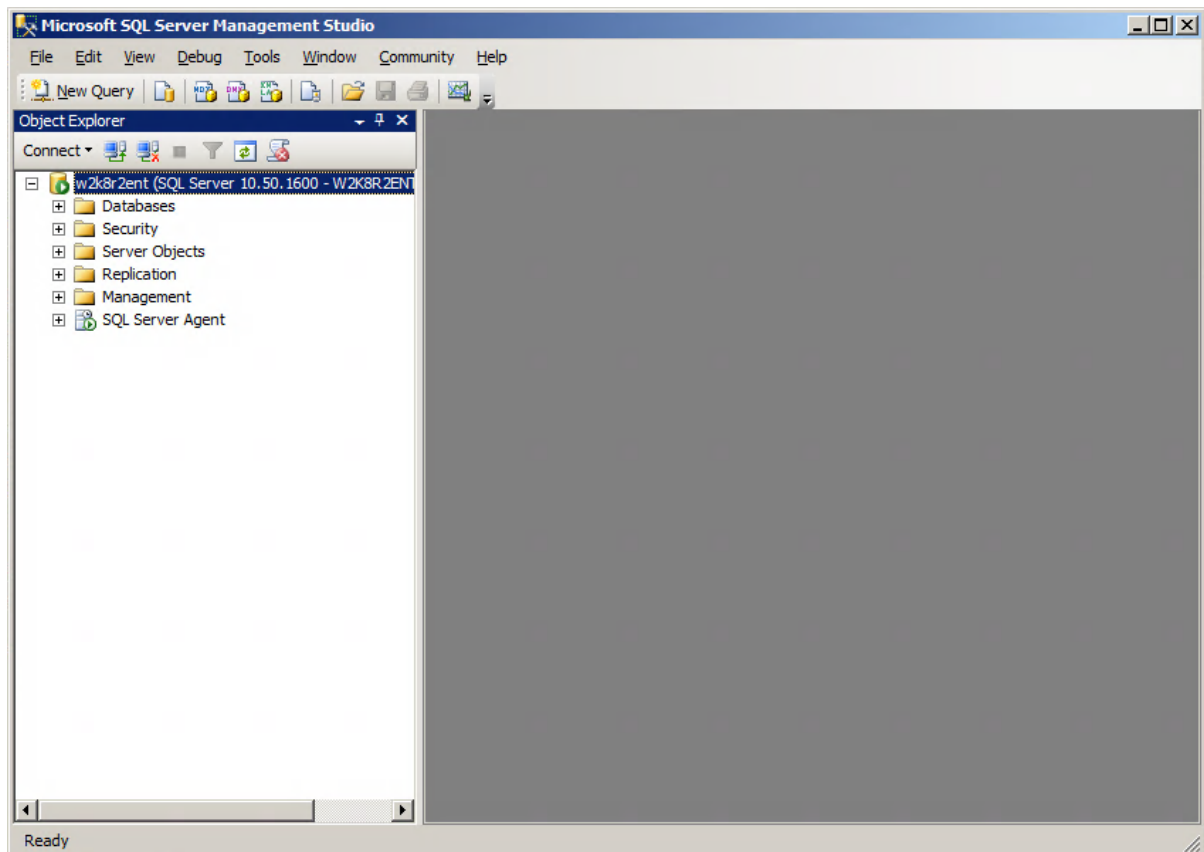 Microsoft SQL Server Management Studio
File Edit View Debug Tools Window Community Help
New Query
Object Explorer
Connect
w2k8r2ent (SQL Server 10.50.1600 - W2K8R2ENT
Databases
Security
Server Objects
Replication
Management
SQL Server Agent
Ready